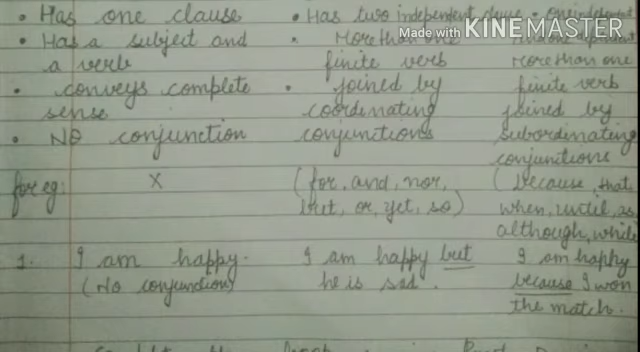 • Has one clause • Has two independent clause •
Made With KINEMASTER
• Has a subject and • More than one
a verb finite verb more than one
• conveys complete • joined by finite verb
sense coordinating joined by
• No conjunction conjunctions subordinating
conjunctions
for eg: X (for, and, nor, (because, that
but, or, yet, so) when, until, as
although, while
1. I am happy. I am happy but I am happy
(No conjunction) he is sad. because I won
the match.